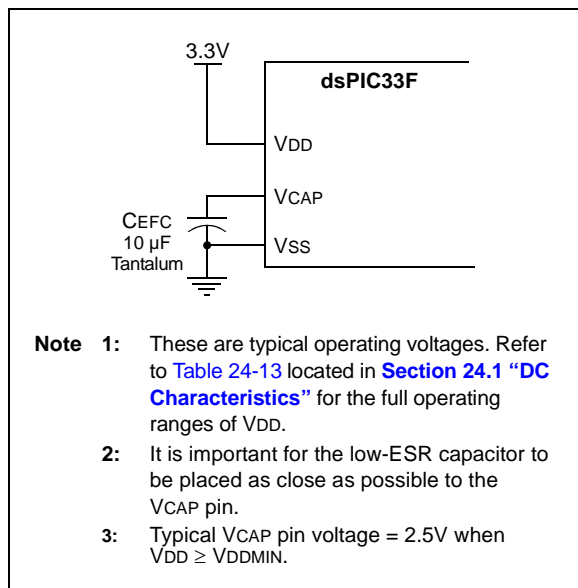 3.3V
dsPIC33F
VDD
VCAP
CEFC
10 µF
Tantalum
VSS
Note 1: These are typical operating voltages. Refer
to Table 24-13 located in Section 24.1 “DC
Characteristics” for the full operating
ranges of VDD.
2: It is important for the low-ESR capacitor to
be placed as close as possible to the
VCAP pin.
3: Typical VCAP pin voltage = 2.5V when
VDD ≥ VDDMIN.